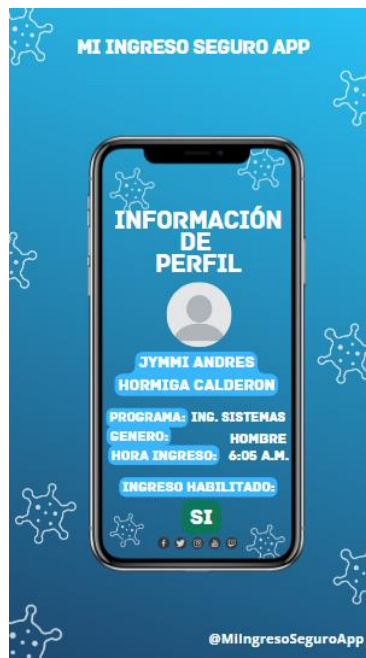 MI INGRESO SEGURO APP
INFORMACIÓN
DE
PERFIL
JYMMI ANDRES
HORMIGA CALDERON
PROGRAMA: ING. SISTEMAS
GENERO: HOMBRE
HORA INGRESO: 6:05 A.M.
INGRESO HABILITADO:
SI
@MiIngresoSeguroApp